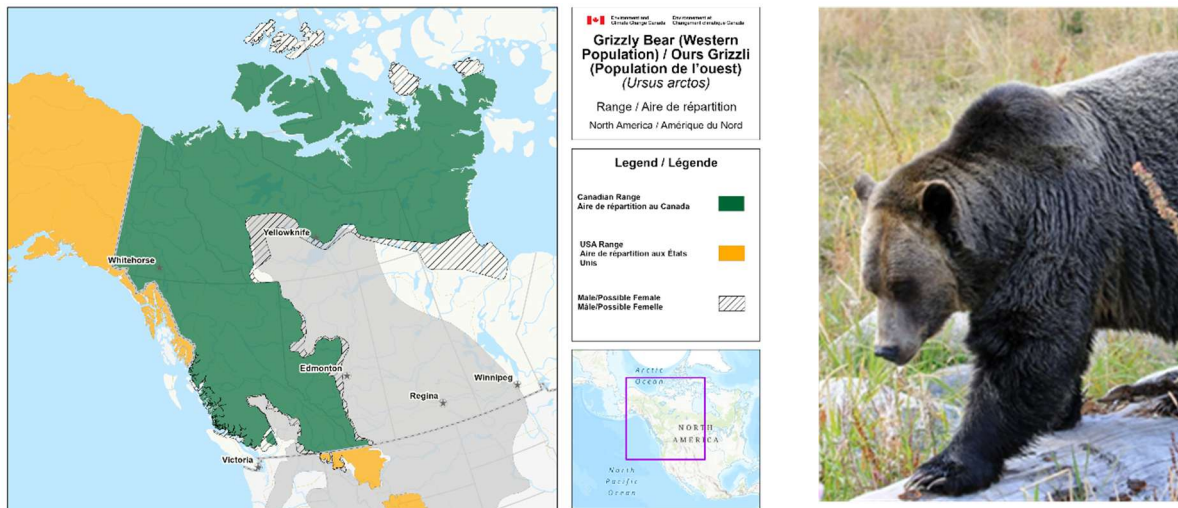 Yellowknife
Whitehorse
Edmonton
Winnipeg
Regina
Victoria
Environment and Climate Change Canada
Environnement et Changement climatique Canada
Grizzly Bear (Western
Population) / Ours Grizzli
(Population de l'ouest)
(Ursus arctos)
Range / Aire de répartition
North America / Amérique du Nord
Legend / Légende
Canadian Range
Aire de répartition au Canada
USA Range
Aire de répartition aux États
Unis
Male/Possible Female
Mâle/Possible Femelle
Arctic
Ocean
NORTH
AMERICA
North
Pacific
Ocean